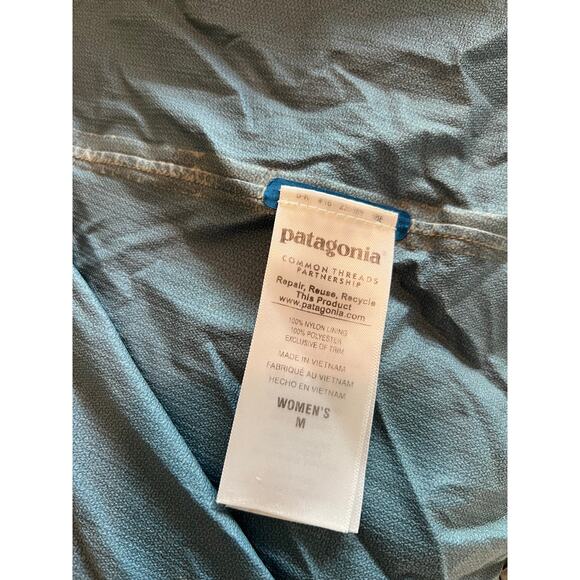 patagonia®
COMMON THREADS
PARTNERSHIP
Repair, Reuse, Recycle
This Product
www.patagonia.com
100% NYLON LINING
100% POLYESTER
EXCLUSIVE OF TRIM
MADE IN VIETNAM
FABRIQUÉ AU VIETNAM
HECHO EN VIETNAM
WOMEN'S
M